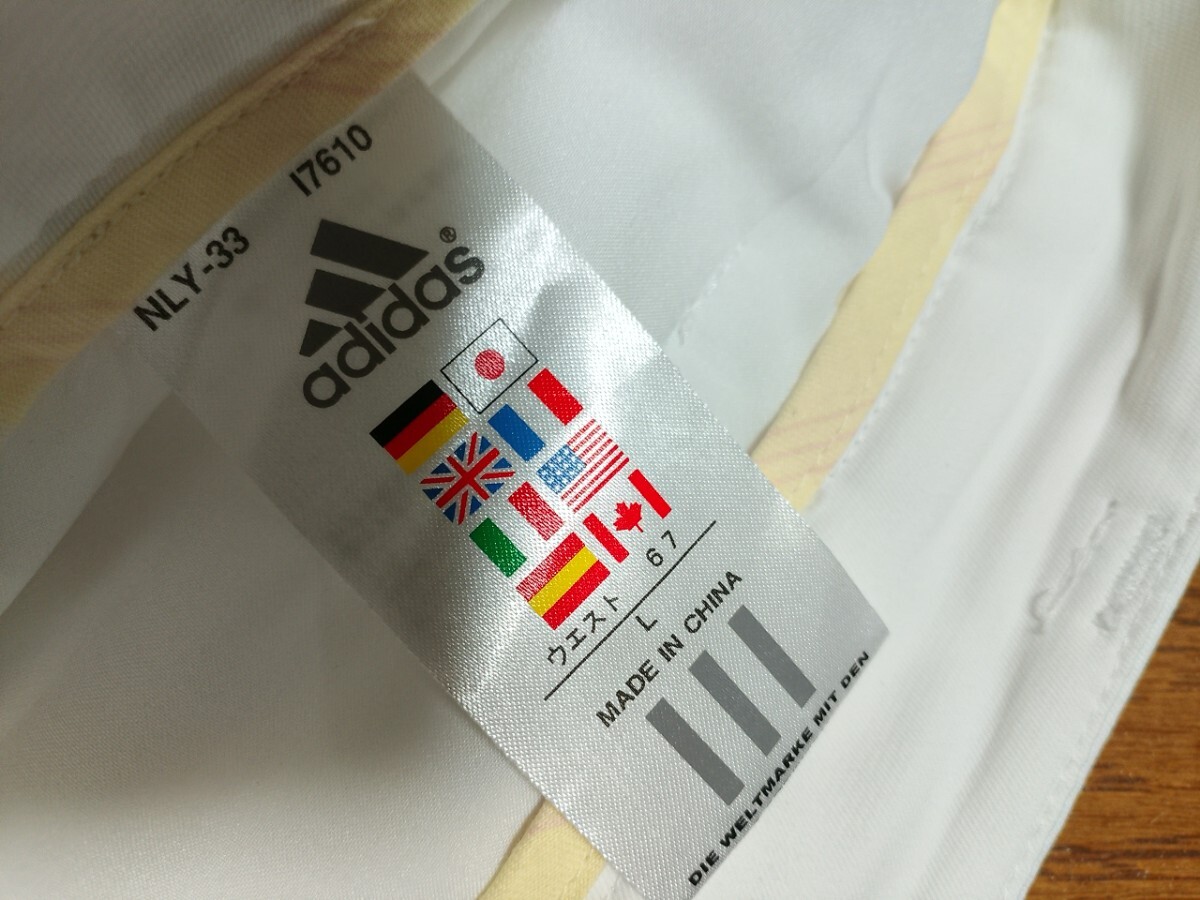 NLY-33 I7610
adidas®
ウエスト 67
L
MADE IN CHINA
DIE WELTMARKE MIT DEN